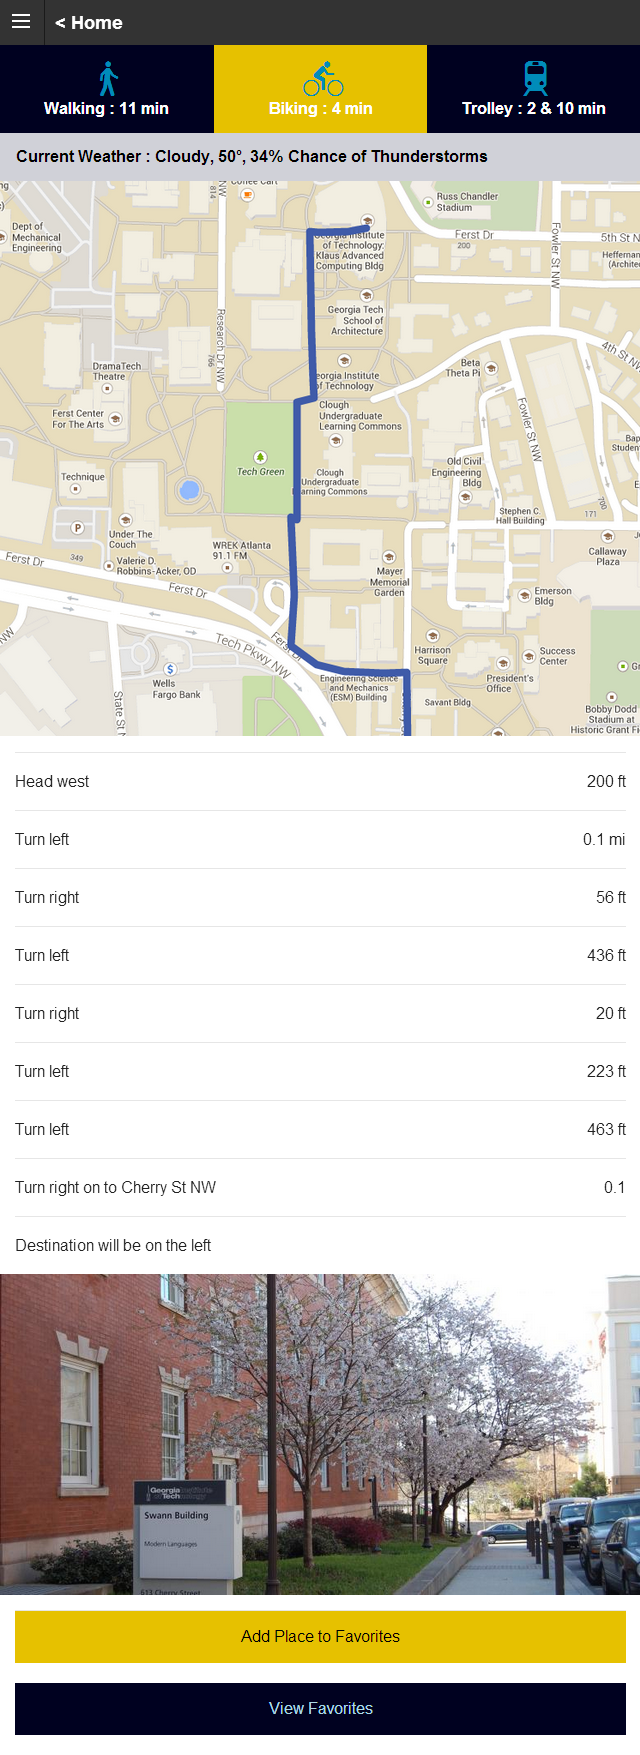 < Home
Walking : 11 min
Biking : 4 min
Trolley : 2 & 10 min
Current Weather : Cloudy, 50°, 34% Chance of Thunderstorms
814
NW
Coffee Cart
Russ Chandler
Stadium
Dept of
Mechanical
Engineering
Georgia Institute
of Technology:
Klaus Advanced
Computing Bldg
Ferst Dr
200
Fowler St NW
5th St N
Heffernan
(Archite
Georgia Tech
School of
Architecture
Research Dr NW
766
4th St NW
DramaTech
Theatre
Georgia Institute
of Technology
Beta
Theta Pi
Ferst Center
For The Arts
Clough
Undergraduate
Learning Commons
Fowler St NW
Bap
Student
Tech Green
Old Civil
Engineering
Bldg
Technique
Clough
Undergraduate
Learning Commons
700
171
Stephen C.
Hall Building
P
Under The
Couch
WREK Atlanta
91.1 FM
Callaway
Plaza
Ferst Dr
349
Valerie D.
Robbins-Acker, OD
Mayer
Memorial
Garden
Emerson
Bldg
Ferst Dr
Tech Pkwy NW
Ferst Dr
Harrison
Square
Success
Center
NW
$
Wells
Fargo Bank
Engineering Science
and Mechanics
(ESM) Building
President's
Office
Gr
State St N
Savant Bldg
Bobby Dodd
Stadium at
Historic Grant Fi
Head west 200 ft
Turn left 0.1 mi
Turn right 56 ft
Turn left 436 ft
Turn right 20 ft
Turn left 223 ft
Turn left 463 ft
Turn right on to Cherry St NW 0.1
Destination will be on the left
Georgia Institute
of Technology
Swann Building
Modern Languages
613 Cherry Street
Add Place to Favorites
View Favorites